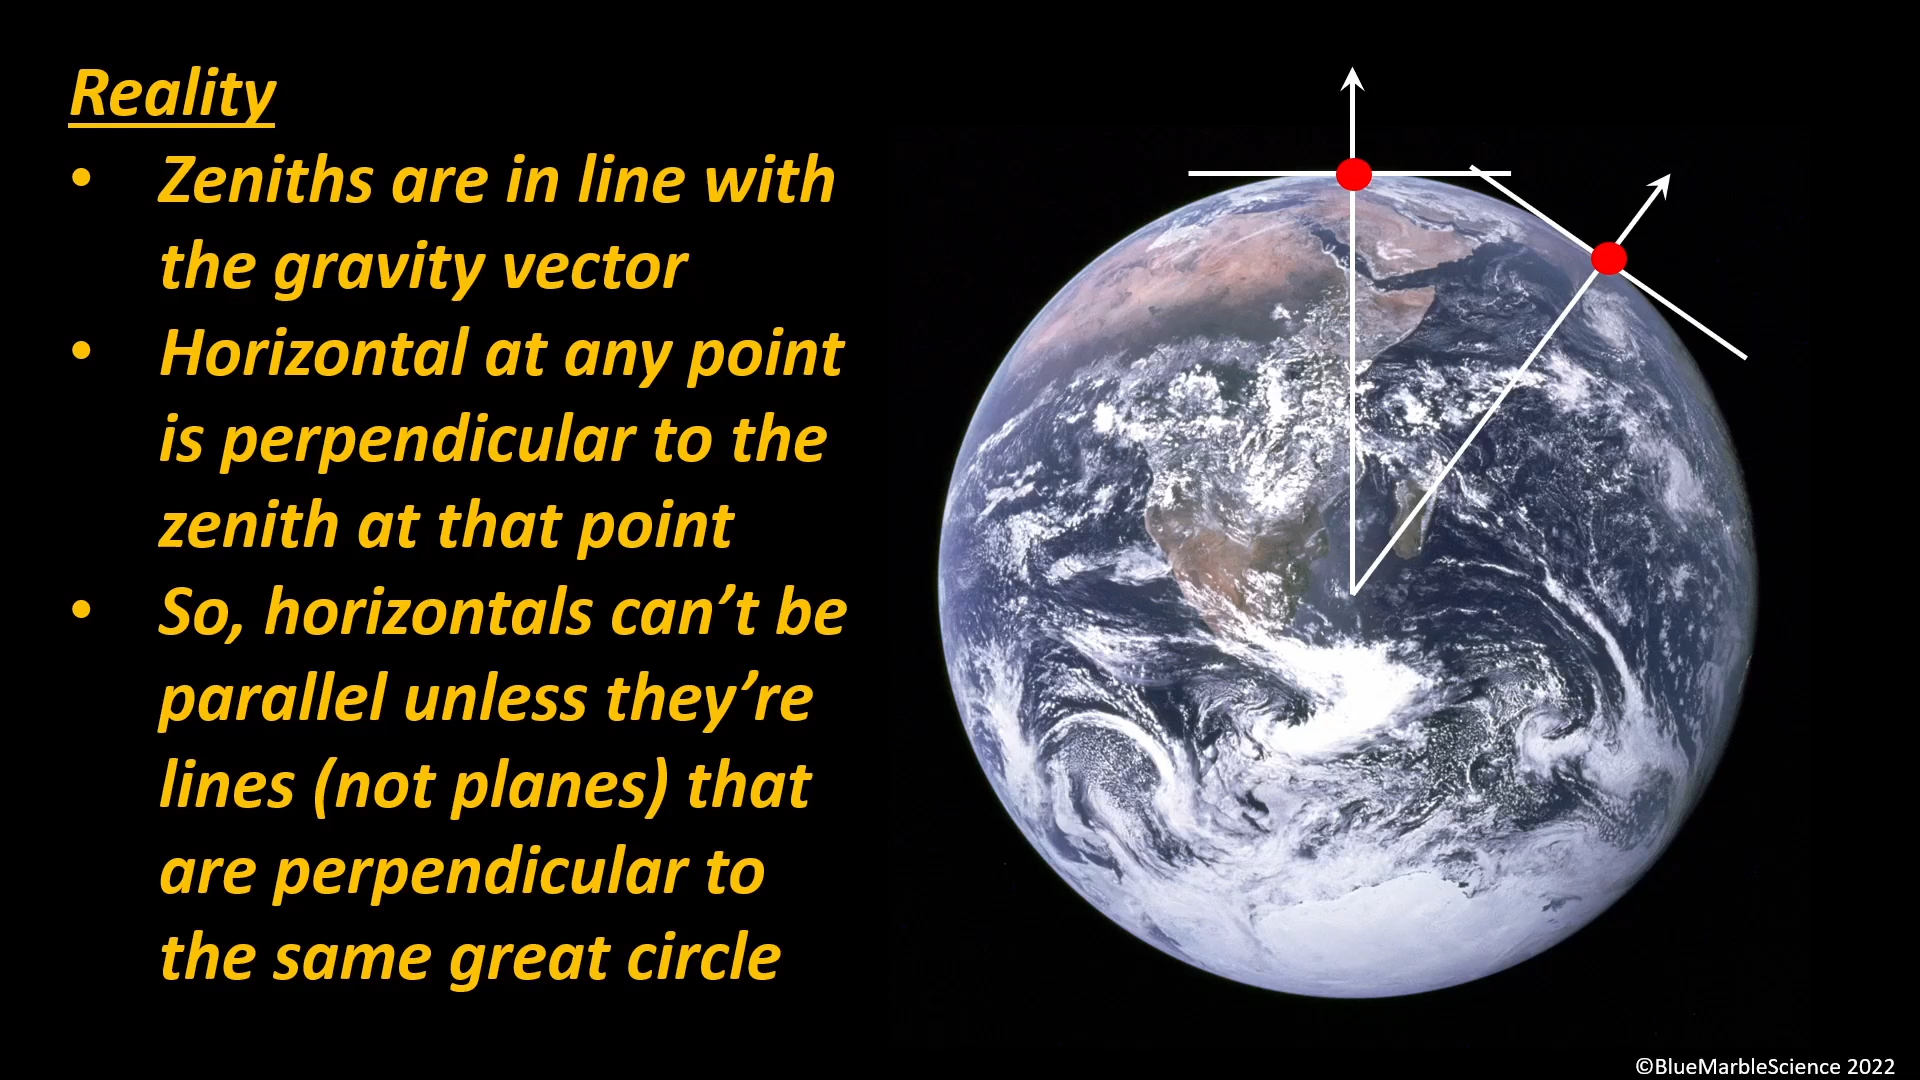 Reality
• Zeniths are in line with
the gravity vector
• Horizontal at any point
is perpendicular to the
zenith at that point
• So, horizontals can’t be
parallel unless they’re
lines (not planes) that
are perpendicular to
the same great circle
©BlueMarbleScience 2022